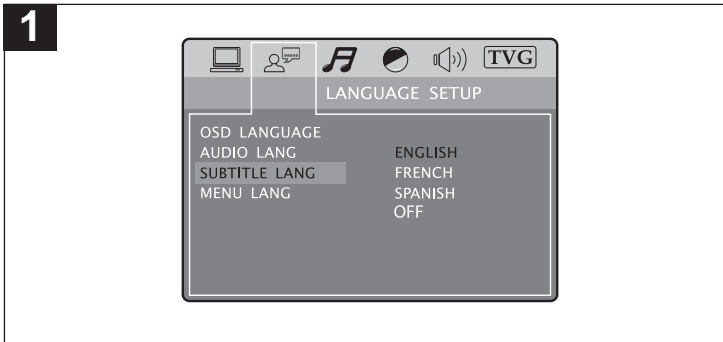 1
TVG
LANGUAGE SETUP
OSD LANGUAGE
AUDIO LANG ENGLISH
SUBTITLE LANG FRENCH
MENU LANG SPANISH
OFF